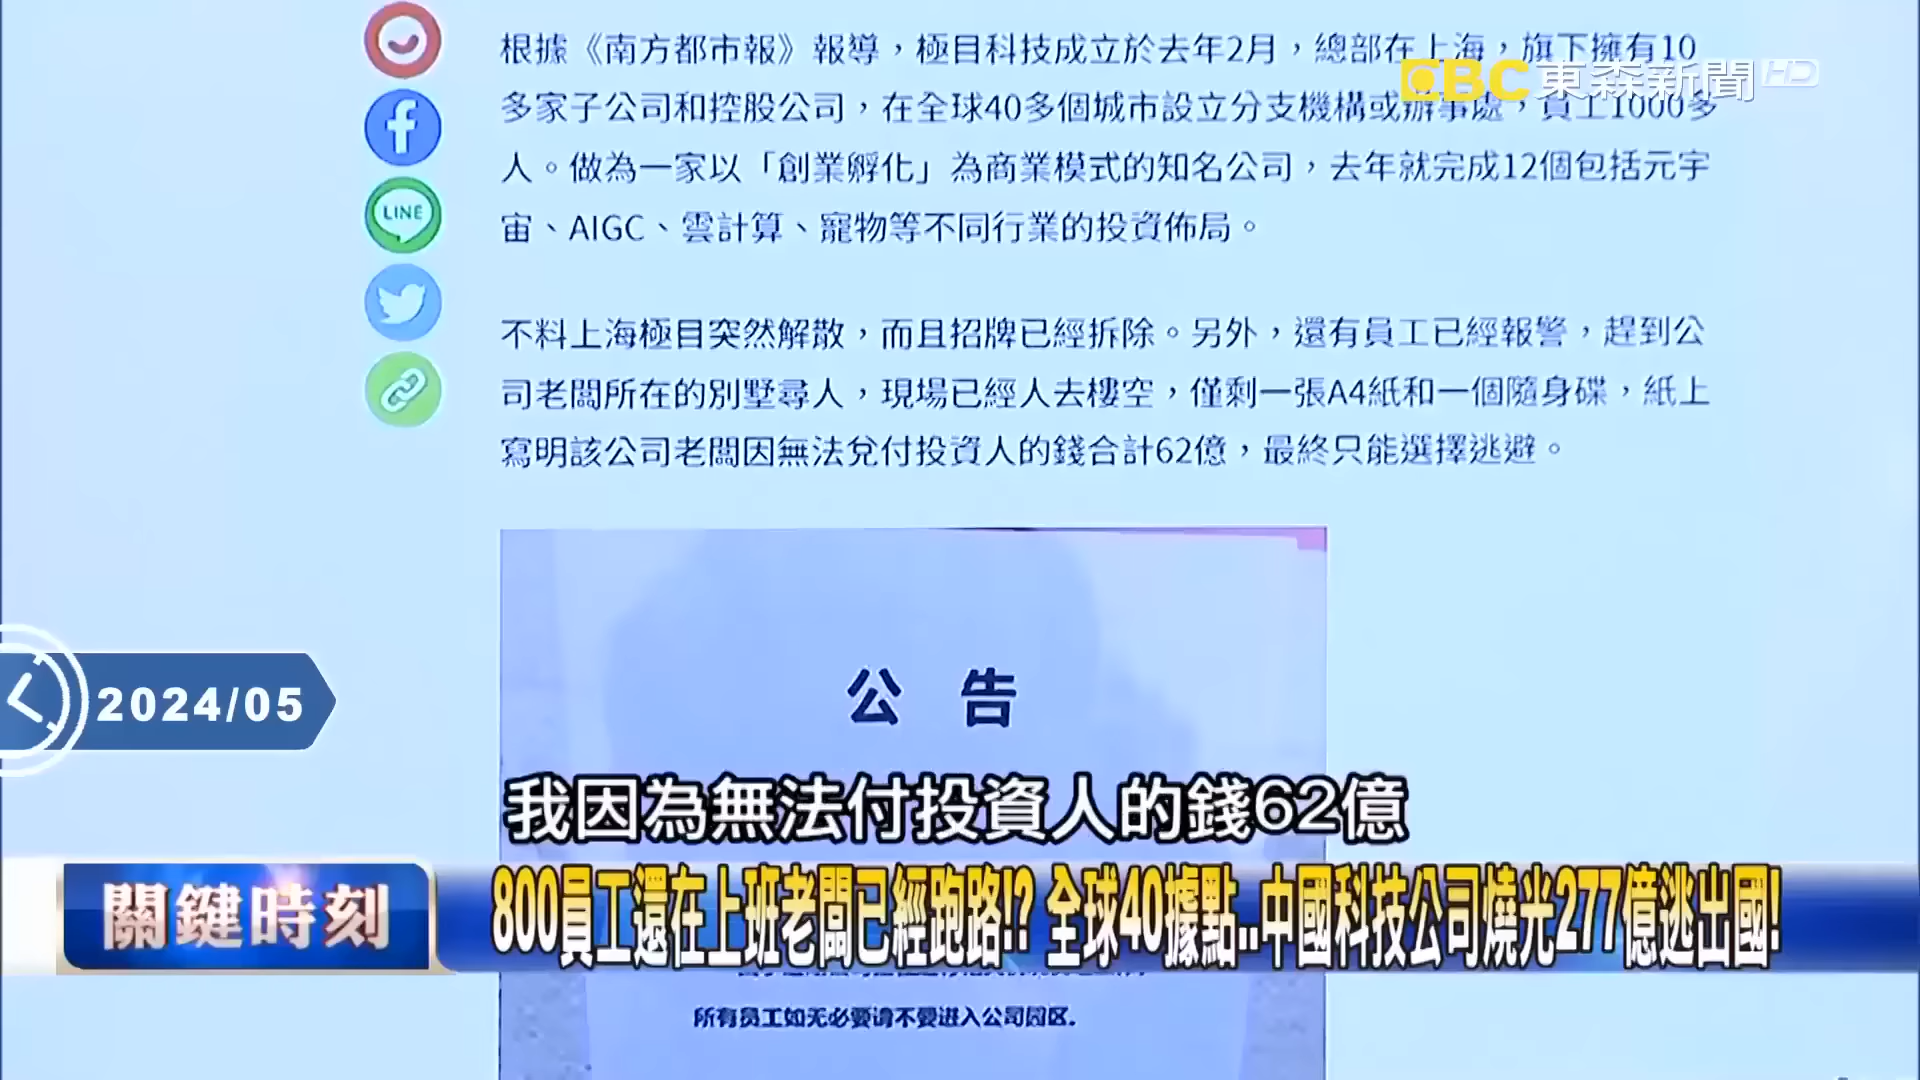 根據《南方都市報》報導，極目科技成立於去年2月，總部在上海，旗下擁有10
EBC 東森新聞 HD
多家子公司和控股公司，在全球40多個城市設立分支機構或辦事處，員工1000多
人。做為一家以「創業孵化」為商業模式的知名公司，去年就完成12個包括元宇
LINE
宙、AIGC、雲計算、寵物等不同行業的投資佈局。
不料上海極目突然解散，而且招牌已經拆除。另外，還有員工已經報警，趕到公
司老闆所在的別墅尋人，現場已經人去樓空，僅剩一張A4紙和一個隨身碟，紙上
寫明該公司老闆因無法兌付投資人的錢合計62億，最終只能選擇逃避。
公 告
2024/05
我因為無法付投資人的錢62億
關鍵時刻
800員工還在上班老闆已經跑路!? 全球40據點..中國科技公司燒光277億逃出國!
所有员工如无必要请不要进入公司园区.